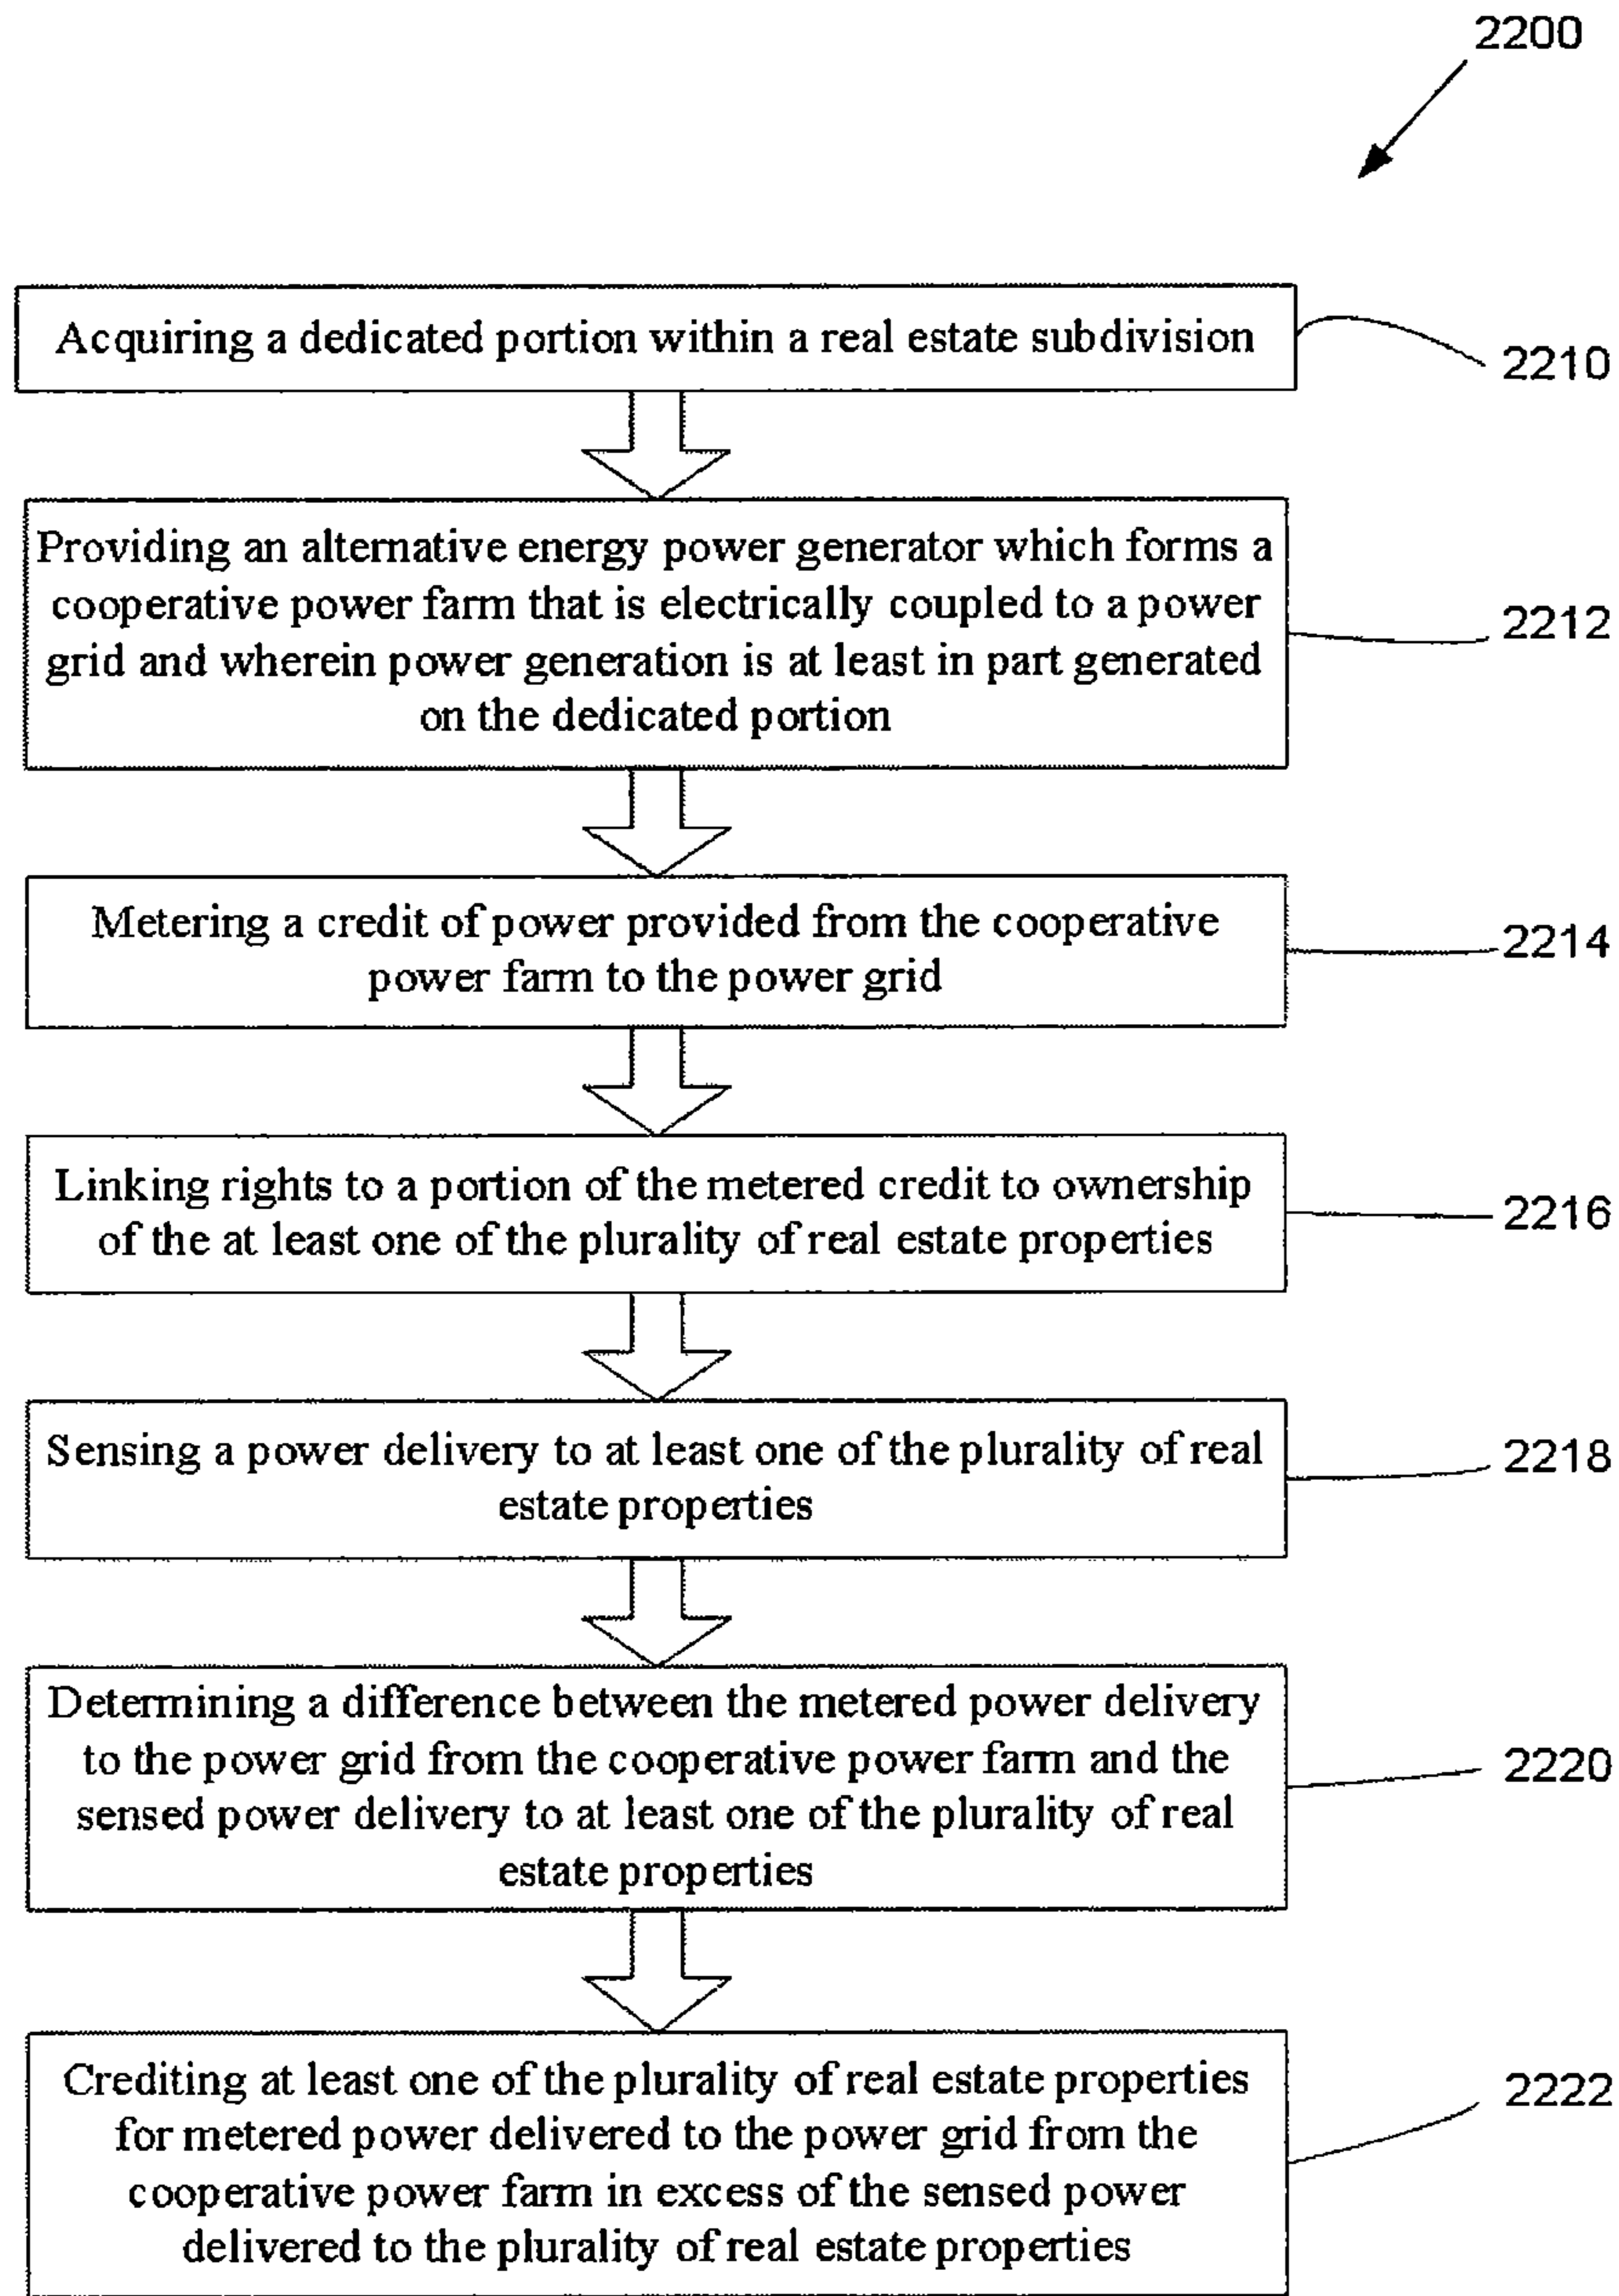 2200
Acquiring a dedicated portion within a real estate subdivision
2210
Providing an alternative energy power generator which forms a
cooperative power farm that is electrically coupled to a power
grid and wherein power generation is at least in part generated
on the dedicated portion
2212
Metering a credit of power provided from the cooperative
power farm to the power grid
2214
Linking rights to a portion of the metered credit to ownership
of the at least one of the plurality of real estate properties
2216
Sensing a power delivery to at least one of the plurality of real
estate properties
2218
Determining a difference between the metered power delivery
to the power grid from the cooperative power farm and the
sensed power delivery to at least one of the plurality of real
estate properties
2220
Crediting at least one of the plurality of real estate properties
for metered power delivered to the power grid from the
cooperative power farm in excess of the sensed power
delivered to the plurality of real estate properties
2222